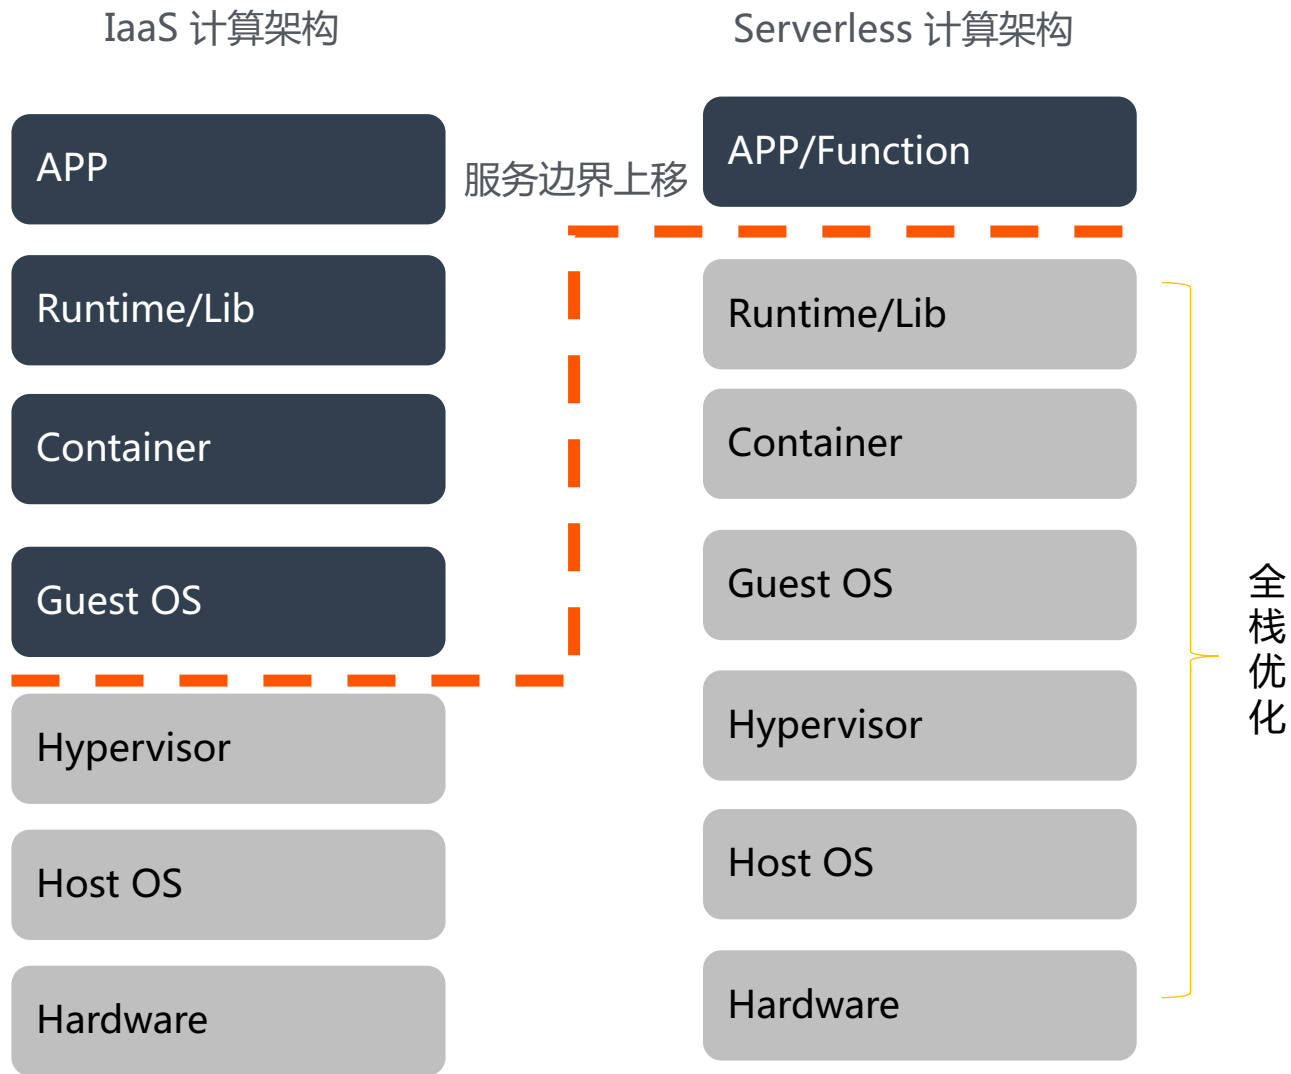 IaaS 计算架构
APP
Runtime/Lib
Container
Guest OS
Hypervisor
Host OS
Hardware
服务边界上移
Serverless 计算架构
APP/Function
Runtime/Lib
Container
Guest OS
Hypervisor
Host OS
Hardware
全栈优化